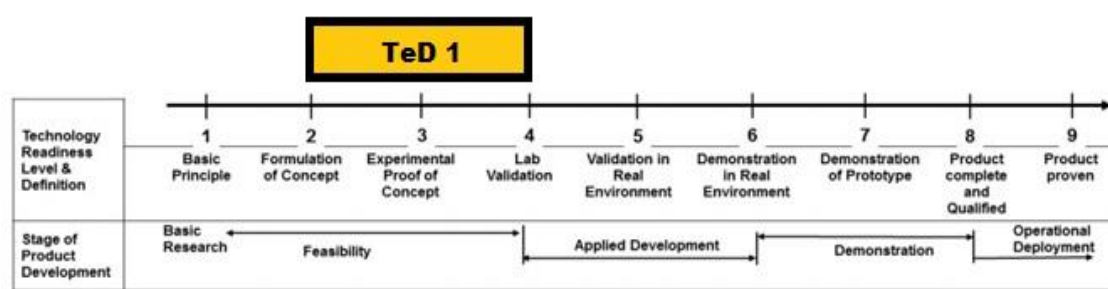 TeD 1
Technology
Readiness
Level &
Definition
1
Basic
Principle
2
Formulation
of Concept
3
Experimental
Proof of
Concept
4
Lab
Validation
5
Validation in
Real
Environment
6
Demonstration
in Real
Environment
7
Demonstration
of Prototype
8
Product
complete
and
Qualified
9
Product
proven
Stage of
Product
Development
Basic
Research
Feasibility
Applied Development
Demonstration
Operational
Deployment